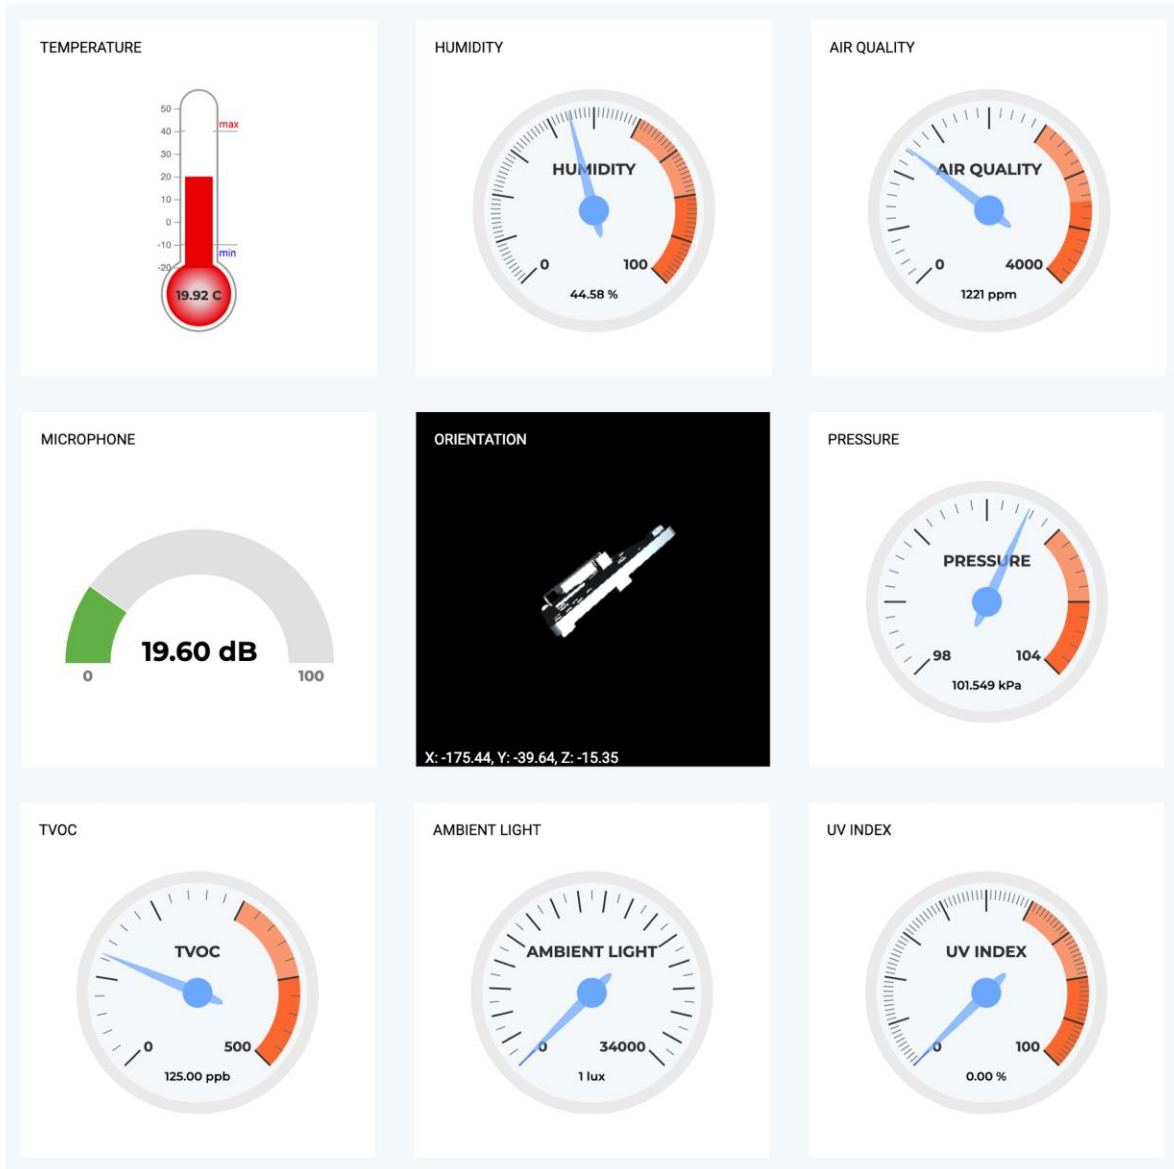 TEMPERATURE
50
40
30
20
10
0
-10
-20
max
min
19.92 C
HUMIDITY
HUMIDITY
0
100
44.58 %
AIR QUALITY
AIR QUALITY
0
4000
1221 ppm
MICROPHONE
19.60 dB
0
100
ORIENTATION
X: -175.44, Y: -39.64, Z: -15.35
PRESSURE
PRESSURE
98
104
101.549 kPa
TVOC
TVOC
0
500
125.00 ppb
AMBIENT LIGHT
AMBIENT LIGHT
0
34000
1 lux
UV INDEX
UV INDEX
0
100
0.00 %